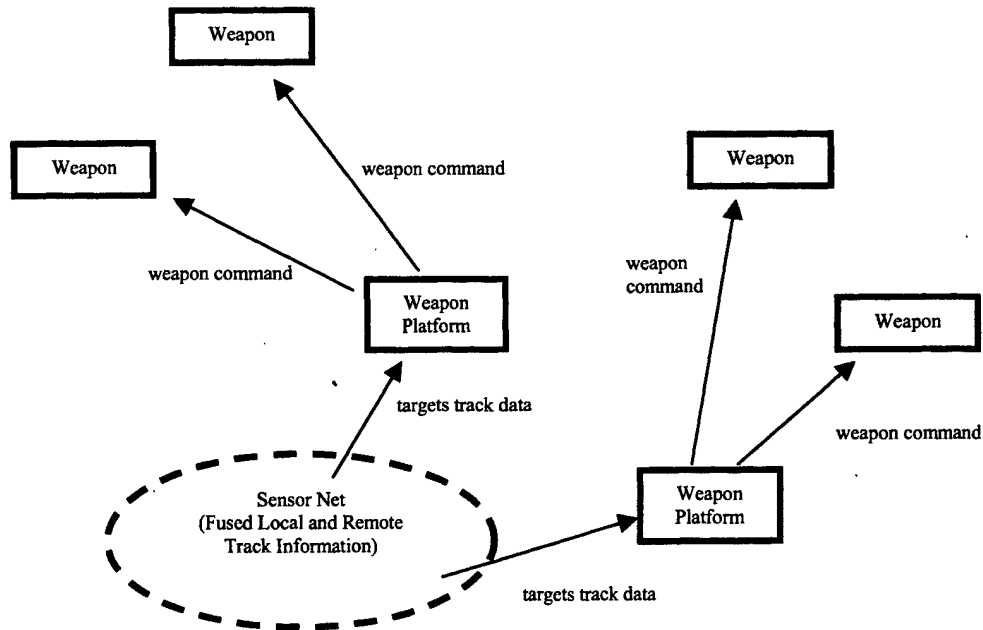 Weapon
Weapon
weapon command
Weapon
weapon command
weapon
command
Weapon
Platform
Weapon
targets track data
weapon command
Sensor Net
(Fused Local and Remote
Track Information)
Weapon
Platform
targets track data